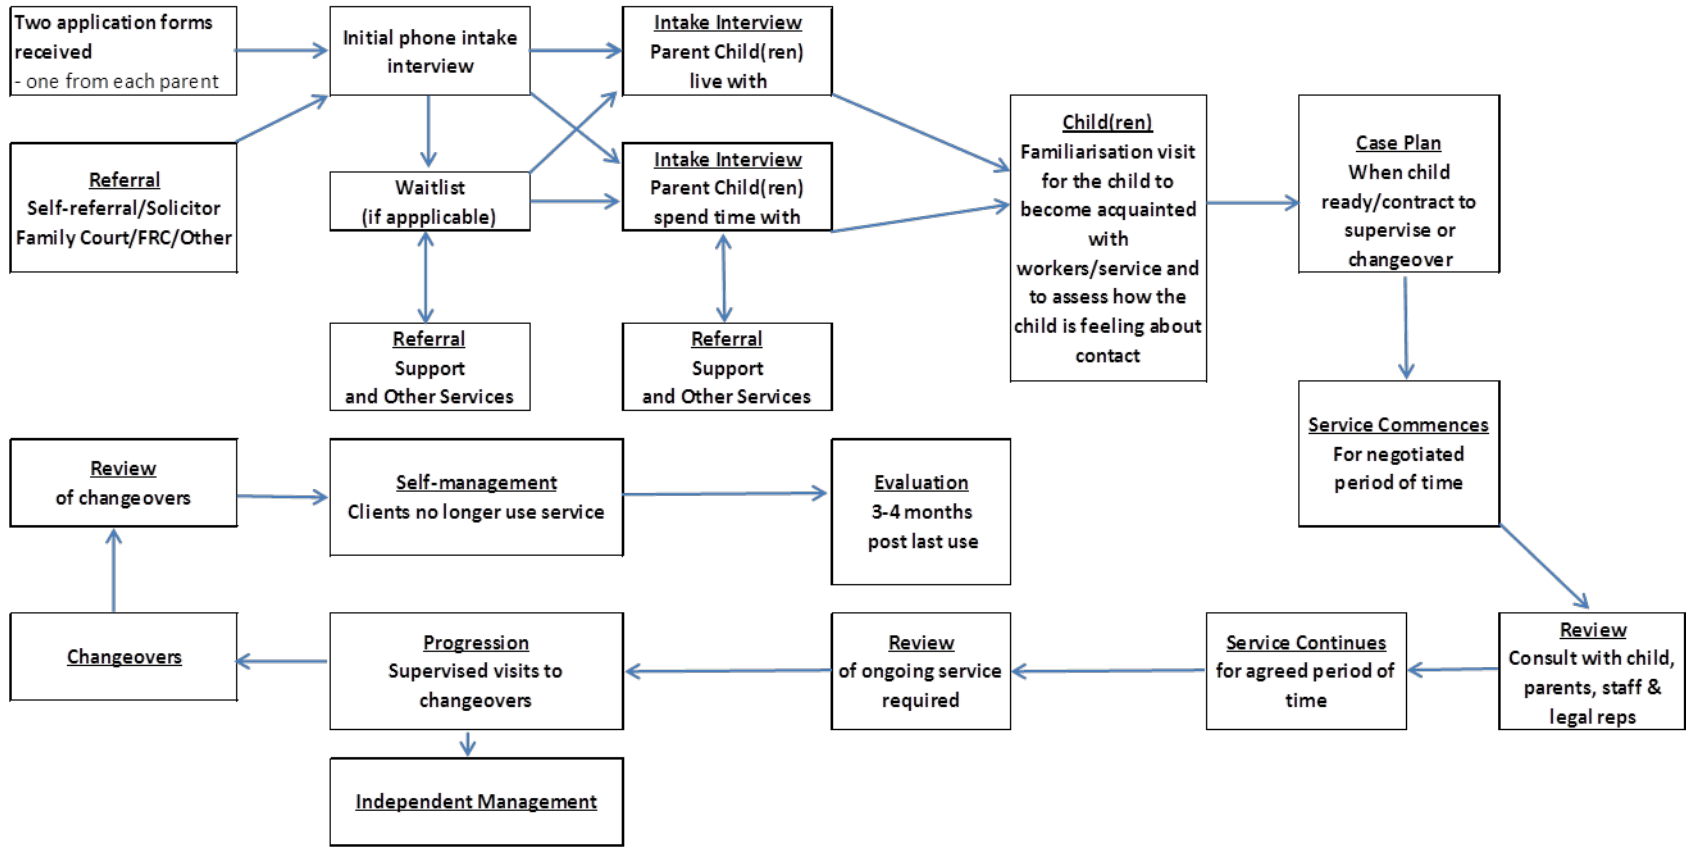 Two application forms
received
- one from each parent
Initial phone intake
interview
Intake Interview
Parent Child(ren)
live with
Referral
Self-referral/Solicitor
Family Court/FRC/Other
Waitlist
(if appplicable)
Intake Interview
Parent Child(ren)
spend time with
Child(ren)
Familiarisation visit
for the child to
become acquainted
with
workers/service and
to assess how the
child is feeling about
contact
Case Plan
When child
ready/contract to
supervise or
changeover
Referral
Support
and Other Services
Referral
Support
and Other Services
Service Commences
For negotiated
period of time
Review
of changeovers
Self-management
Clients no longer use service
Evaluation
3-4 months
post last use
Changeovers
Progression
Supervised visits to
changeovers
Review
of ongoing service
required
Service Continues
for agreed period of
time
Review
Consult with child,
parents, staff &
legal reps
Independent Management